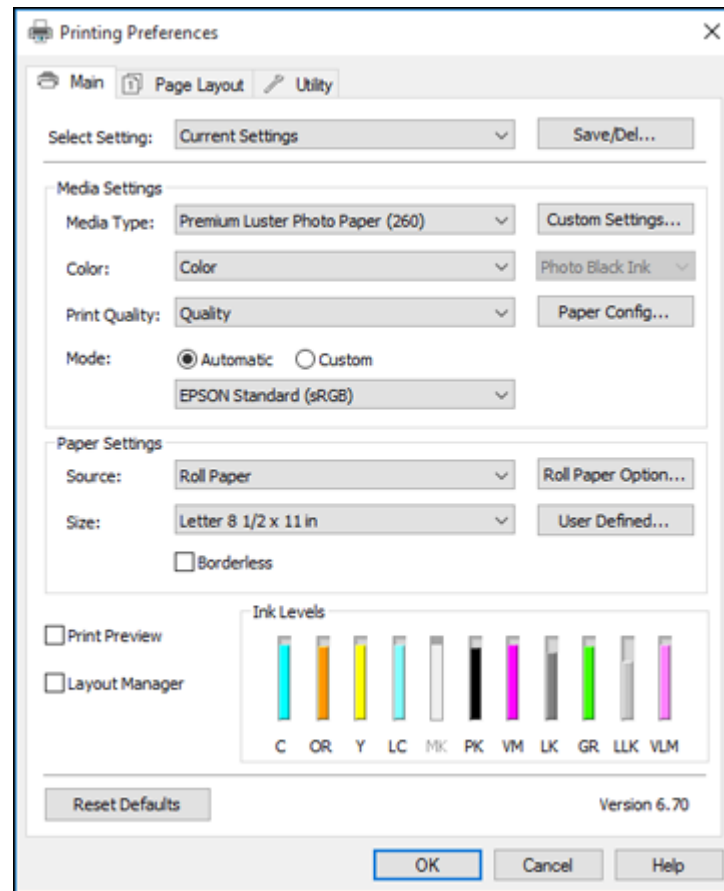 Printing Preferences
Main 1 Page Layout Utility
Select Setting: Current Settings Save/Del...
Media Settings
Media Type: Premium Luster Photo Paper (260) Custom Settings...
Color: Color Photo Black Ink
Print Quality: Quality Paper Config...
Mode: Automatic Custom
EPSON Standard (sRGB)
Paper Settings
Source: Roll Paper Roll Paper Option...
Size: Letter 8 1/2 x 11 in User Defined...
Borderless
Ink Levels
Print Preview
Layout Manager
C OR Y LC MK PK VM LK GR LLK VLM
Reset Defaults Version 6.70
OK Cancel Help